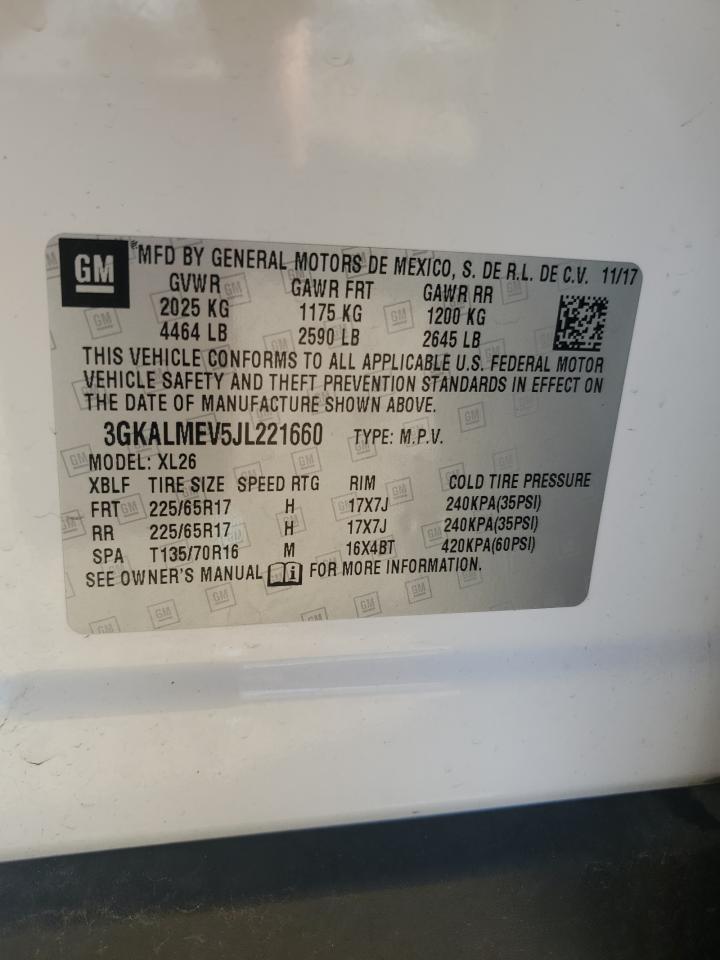 GM MFD BY GENERAL MOTORS DE MEXICO, S. DE R.L. DE C.V. 11/17
GVWR GAWR FRT GAWR RR
2025 KG 1175 KG 1200 KG
4464 LB 2590 LB 2645 LB
THIS VEHICLE CONFORMS TO ALL APPLICABLE U.S. FEDERAL MOTOR
VEHICLE SAFETY AND THEFT PREVENTION STANDARDS IN EFFECT ON
THE DATE OF MANUFACTURE SHOWN ABOVE.
3GKALMEV5JL221660 TYPE: M.P.V.
MODEL: XL26
XBLF TIRE SIZE SPEED RTG RIM COLD TIRE PRESSURE
FRT 225/65R17 H 17X7J 240KPA(35PSI)
RR 225/65R17 H 17X7J 240KPA(35PSI)
SPA T135/70R16 M 16X4BT 420KPA(60PSI)
SEE OWNER'S MANUAL FOR MORE INFORMATION.